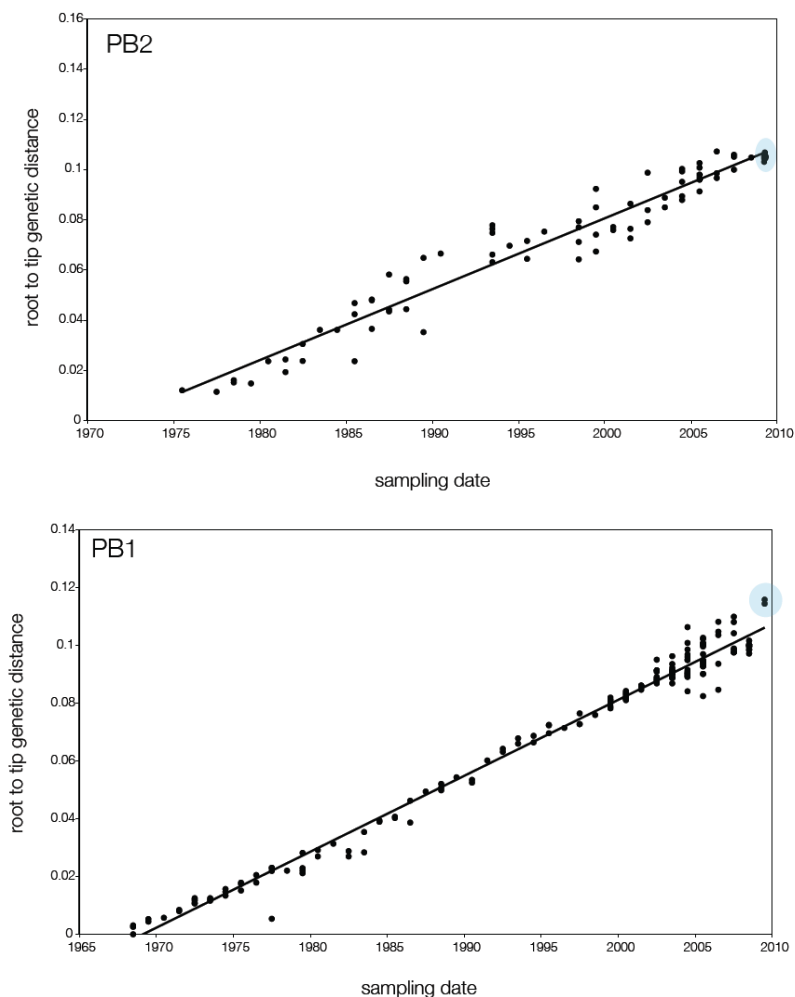 PB2
root to tip genetic distance
0.16
0.14
0.12
0.1
0.08
0.06
0.04
0.02
0
1970 1975 1980 1985 1990 1995 2000 2005 2010
sampling date
PB1
root to tip genetic distance
0.14
0.12
0.1
0.08
0.06
0.04
0.02
0
1965 1970 1975 1980 1985 1990 1995 2000 2005 2010
sampling date